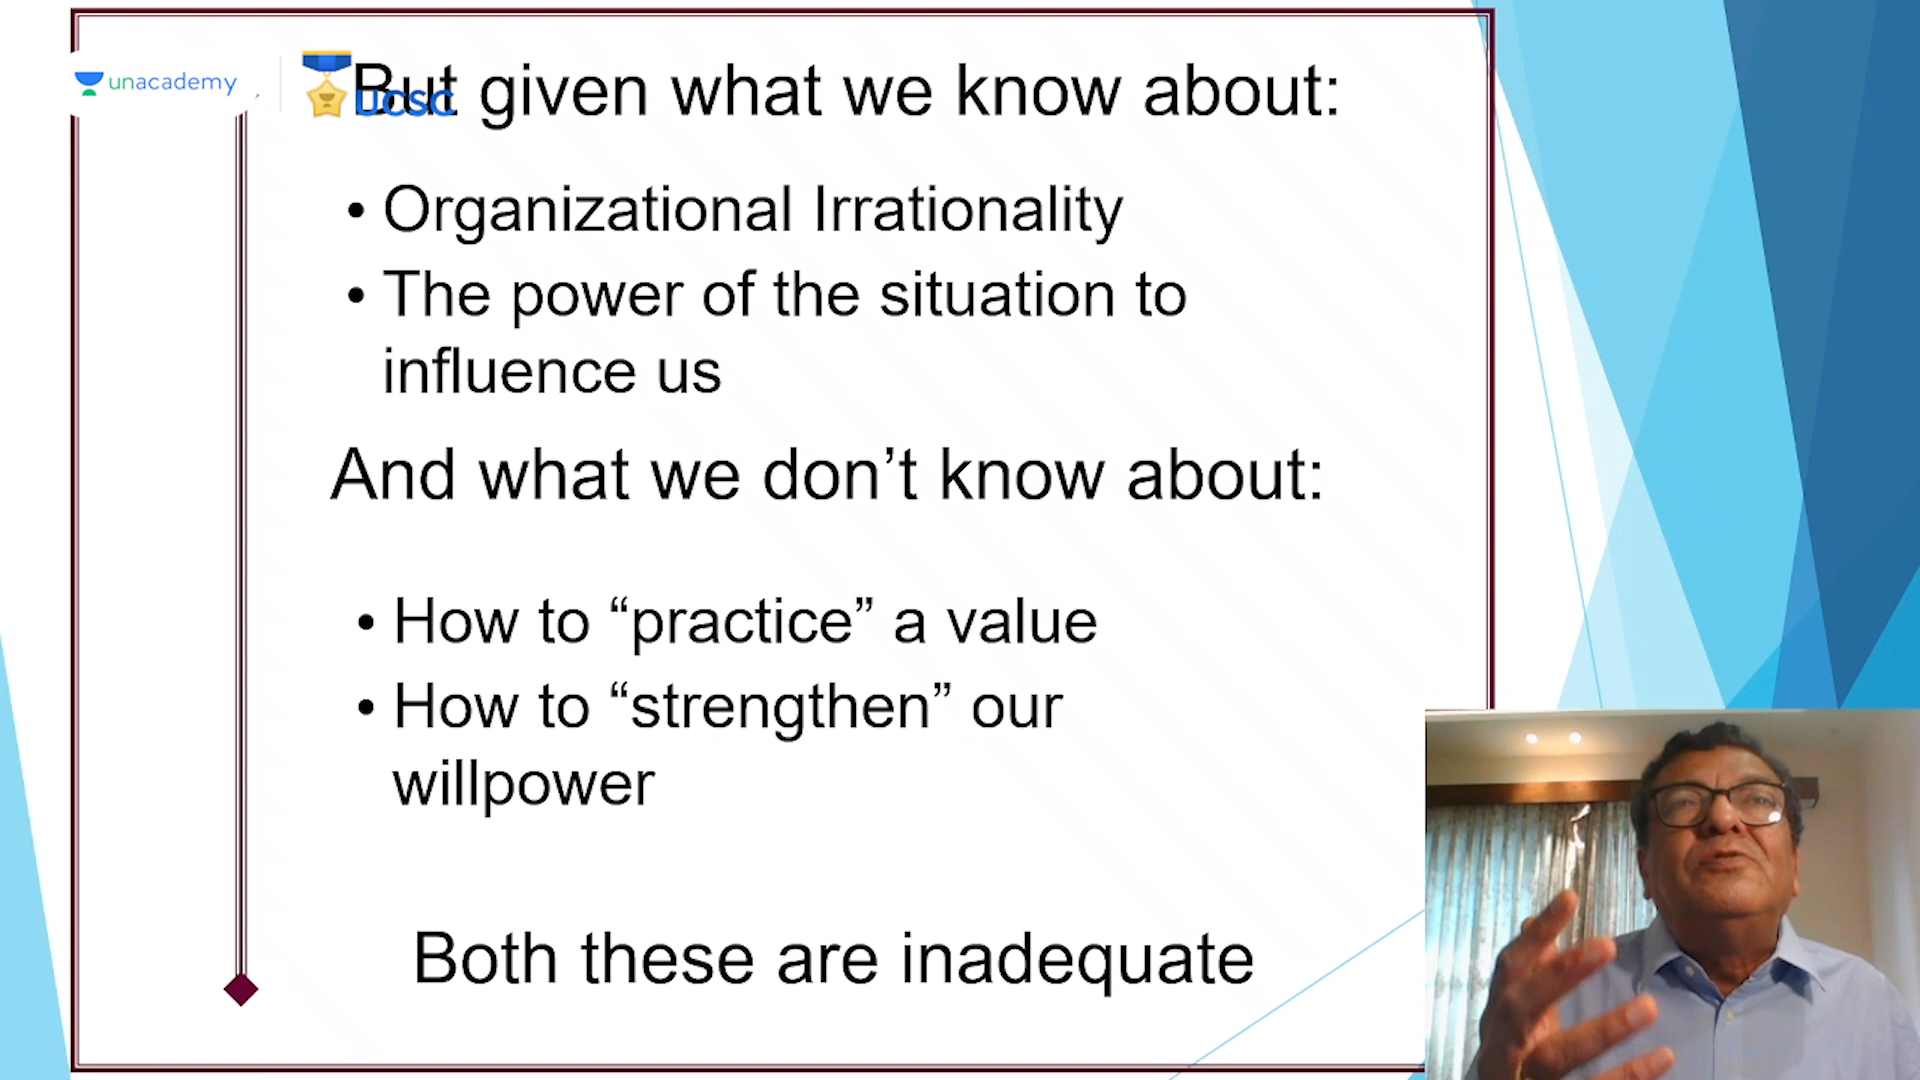 unacademy
UCSC
But given what we know about:
• Organizational Irrationality
• The power of the situation to
influence us
And what we don’t know about:
• How to “practice” a value
• How to “strengthen” our
willpower
Both these are inadequate